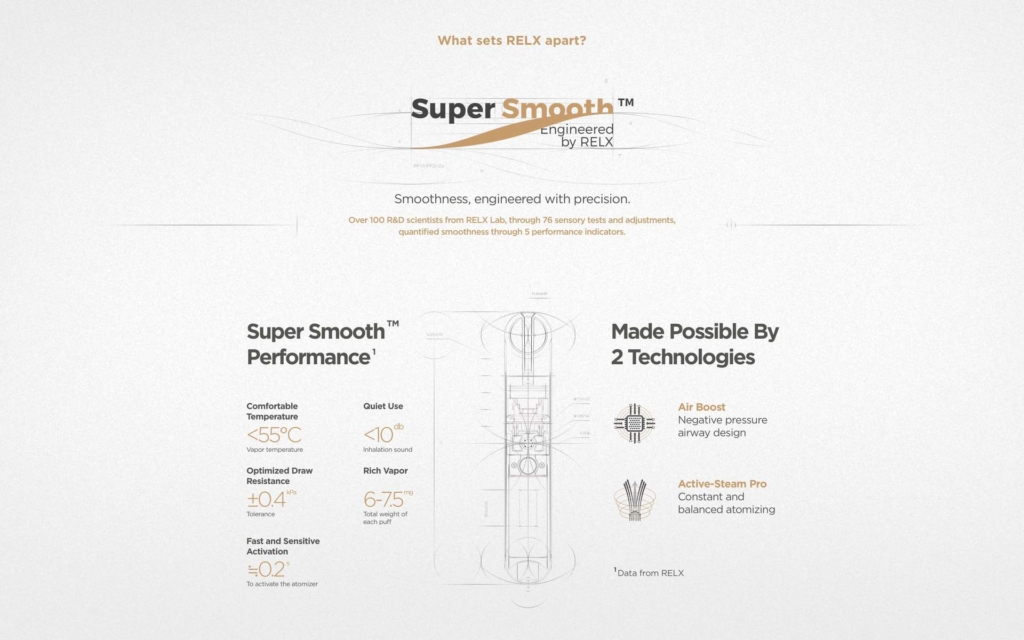 What sets RELX apart?
Super Smooth ™
Engineered
by RELX
Smoothness, engineered with precision.
Over 100 R&D scientists from RELX Lab, through 76 sensory tests and adjustments,
quantified smoothness through 5 performance indicators.
Super Smooth™
Performance¹
Comfortable
Temperature
<55°C
Vapor temperature
Quiet Use
<10 db
Inhalation sound
Optimized Draw
Resistance
±0.4 kPa
Tolerance
Rich Vapor
6-7.5 mg
Total weight of
each puff
Fast and Sensitive
Activation
≒0.2 s
To activate the atomizer
Made Possible By
2 Technologies
Air Boost
Negative pressure
airway design
Active-Steam Pro
Constant and
balanced atomizing
¹Data from RELX